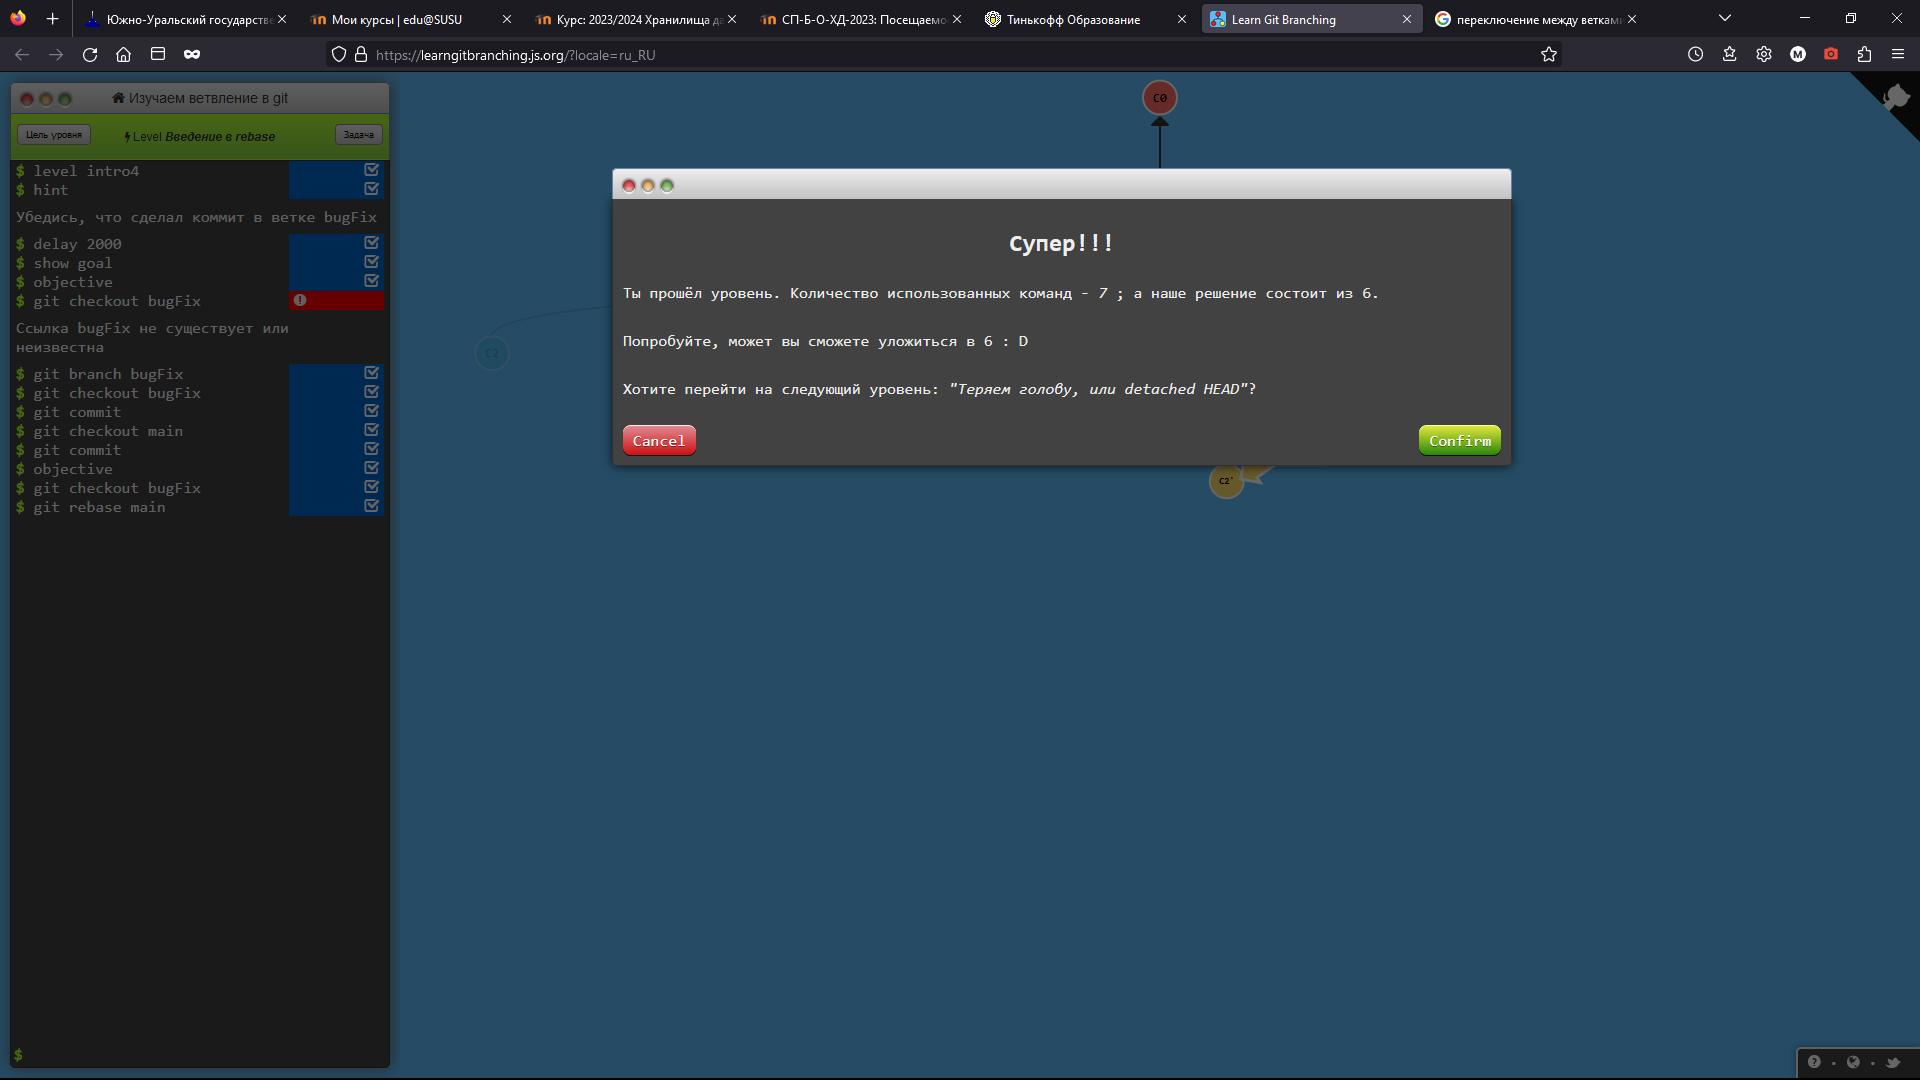 Южно-Уральский государстве
Мои курсы | edu@SUSU
Курс: 2023/2024 Хранилища да
СП-Б-О-ХД-2023: Посещаемо
Тинькофф Образование
Learn Git Branching
переключение между ветками
https://learngitbranching.js.org/?locale=ru_RU
M
Изучаем ветвление в git
Цель уровня
Level Введение в rebase
Задача
$ level intro4
$ hint
Убедись, что сделал коммит в ветке bugFix
$ delay 2000
$ show goal
$ objective
$ git checkout bugFix
Ссылка bugFix не существует или
неизвестна
$ git branch bugFix
$ git checkout bugFix
$ git commit
$ git checkout main
$ git commit
$ objective
$ git checkout bugFix
$ git rebase main
$
C0
C2
Супер!!!
Ты прошёл уровень. Количество использованных команд - 7 ; а наше решение состоит из 6.
Попробуйте, может вы сможете уложиться в 6 : D
Хотите перейти на следующий уровень: "Теряем голову, или detached HEAD"?
Cancel
Confirm
C2'